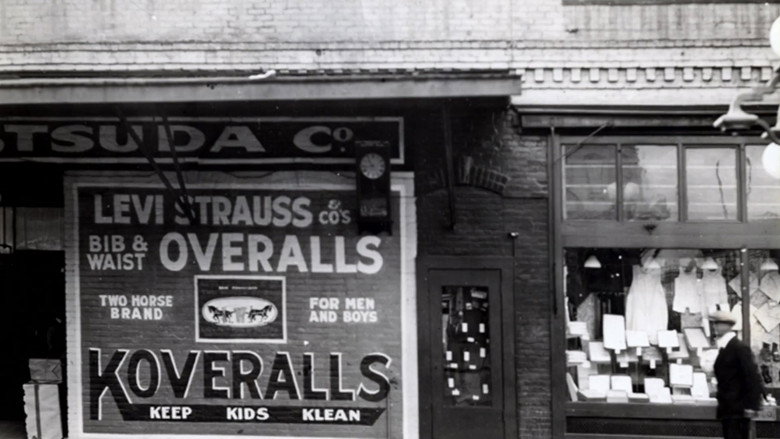 TSUDA Co.
LEVI STRAUSS & CO'S
BIB & WAIST OVERALLS
TWO HORSE BRAND
FOR MEN AND BOYS
KOVERALLS
KEEP KIDS KLEAN